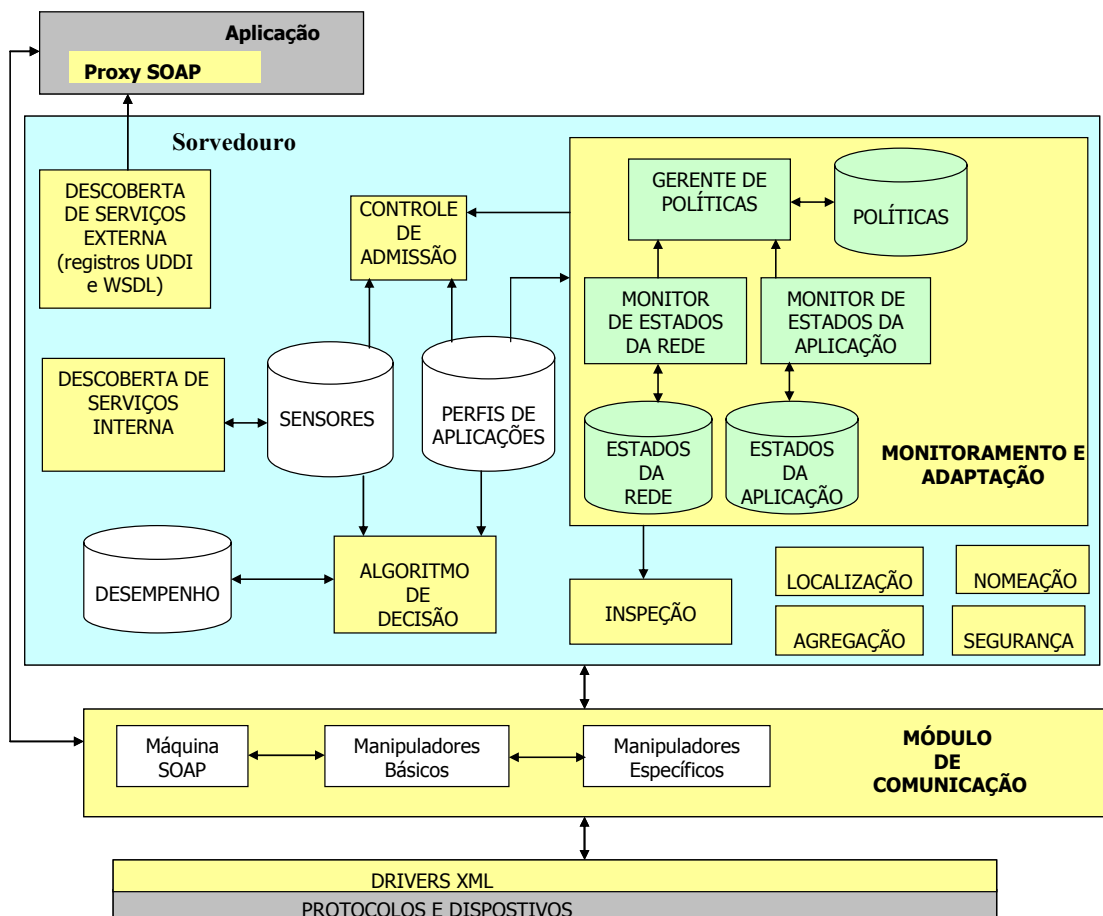 Aplicação
Proxy SOAP
Sorvedouro
DESCOBERTA
DE SERVIÇOS
EXTERNA
(registros UDDI
e WSDL)
CONTROLE
DE
ADMISSÃO
GERENTE DE
POLÍTICAS
POLÍTICAS
MONITOR
DE ESTADOS
DA REDE
MONITOR DE
ESTADOS DA
APLICAÇÃO
DESCOBERTA DE
SERVIÇOS
INTERNA
SENSORES
PERFIS DE
APLICAÇÕES
ESTADOS
DA
REDE
ESTADOS
DA
APLICAÇÃO
MONITORAMENTO E
ADAPTAÇÃO
DESEMPENHO
ALGORITMO
DE
DECISÃO
INSPEÇÃO
LOCALIZAÇÃO
NOMEAÇÃO
AGREGAÇÃO
SEGURANÇA
Máquina
SOAP
Manipuladores
Básicos
Manipuladores
Específicos
MÓDULO
DE
COMUNICAÇÃO
DRIVERS XML
PROTOCOLOS E DISPOSTIVOS